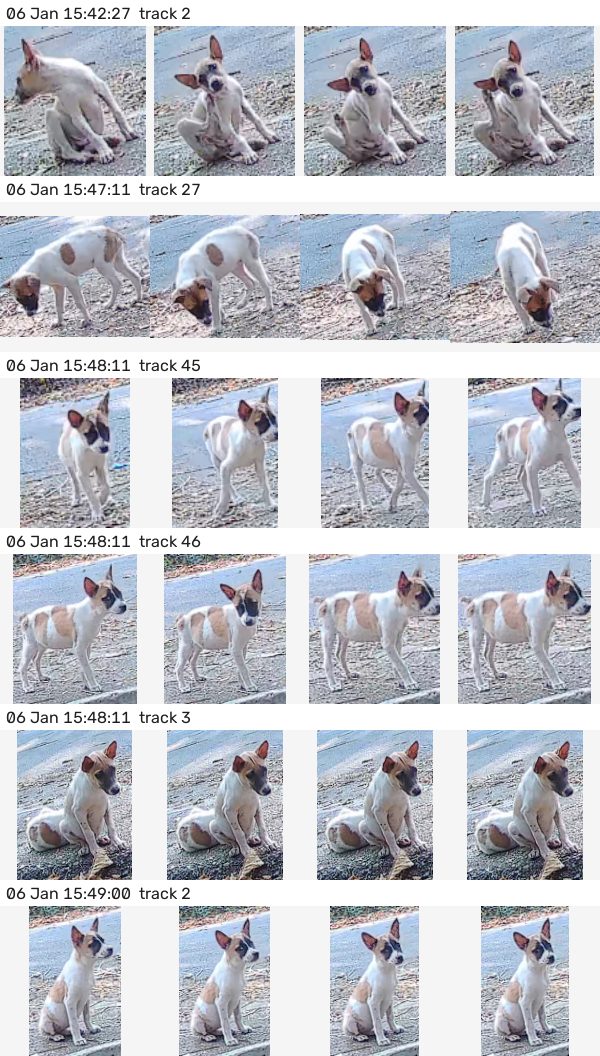 06 Jan 15:42:27 track 2
06 Jan 15:47:11 track 27
06 Jan 15:48:11 track 45
06 Jan 15:48:11 track 46
06 Jan 15:48:11 track 3
06 Jan 15:49:00 track 2